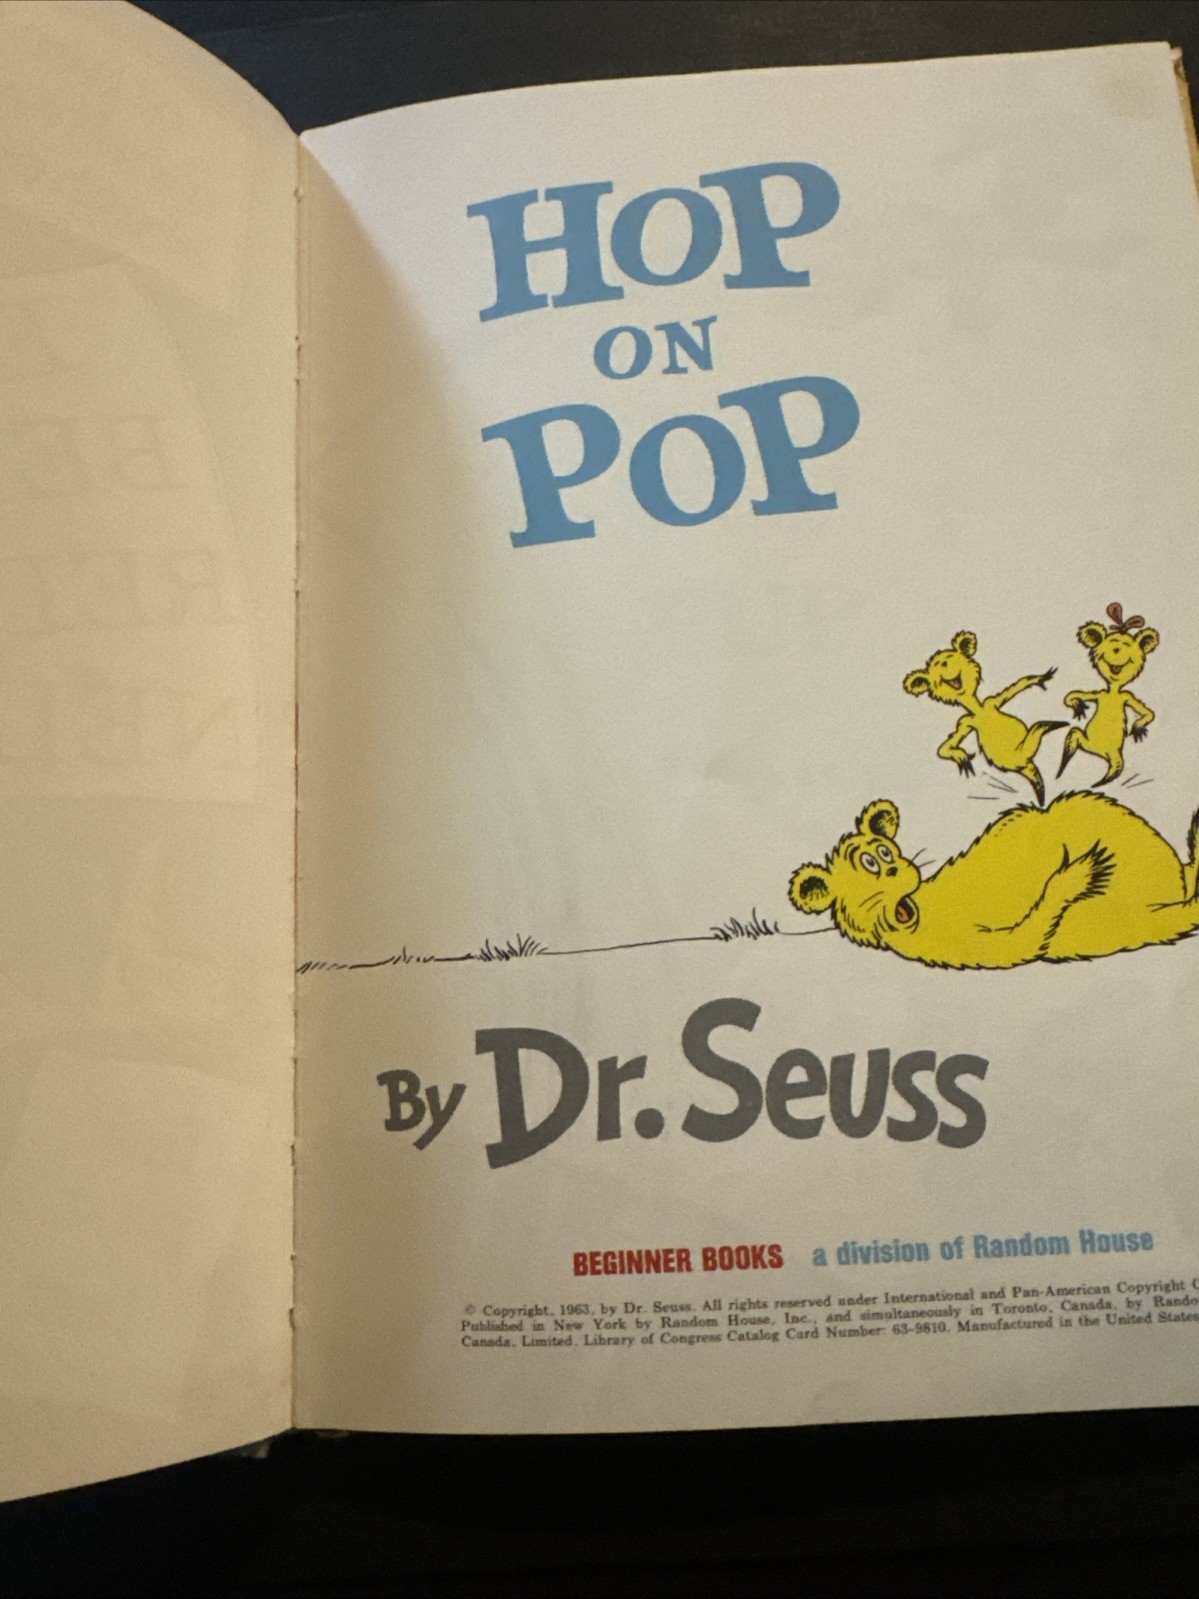 HOP
ON
POP
By Dr. Seuss
BEGINNER BOOKS a division of Random House
© Copyright, 1963, by Dr. Seuss. All rights reserved under International and Pan-American Copyright
Published in New York by Random House, Inc., and simultaneously in Toronto, Canada, by
Canada, Limited. Library of Congress Catalog Card Number: 63-9810. Manufactured in the United States